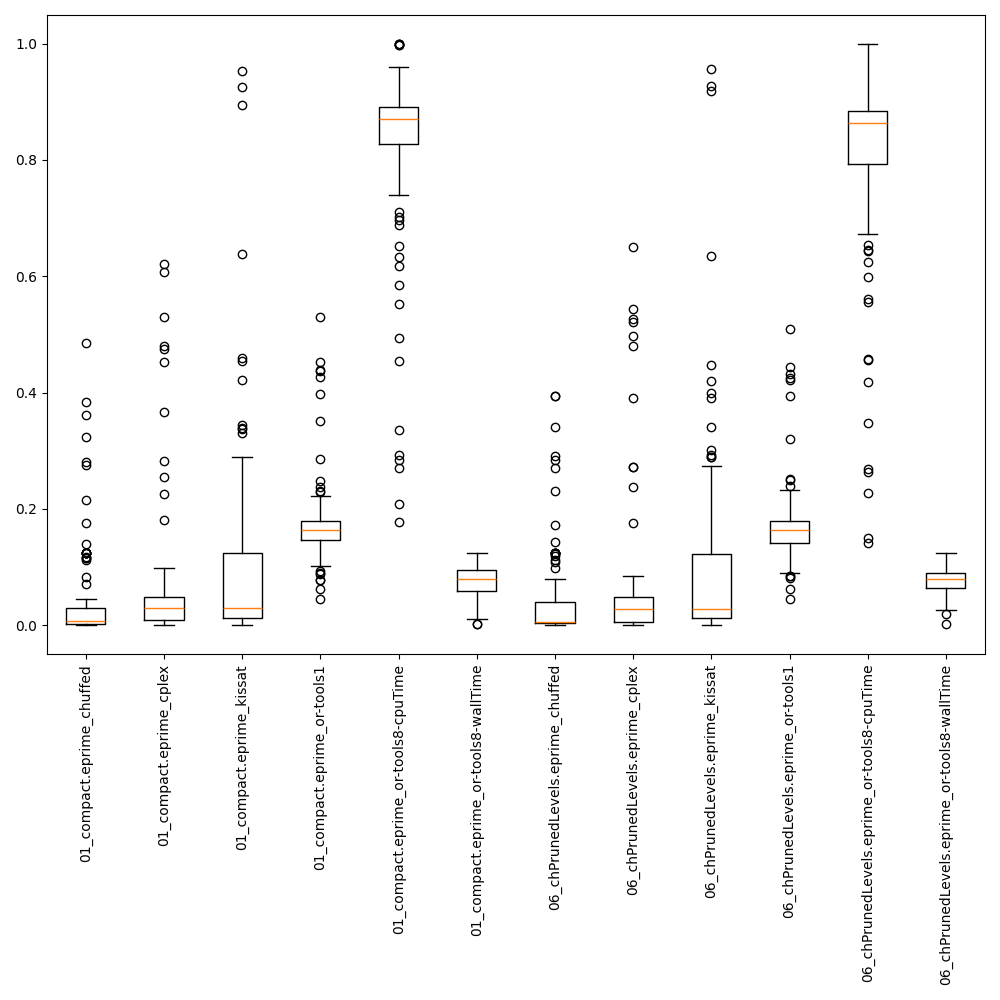 1.0
0.8
0.6
0.4
0.2
0.0
01_compact.eprime_chuffed
01_compact.eprime_cplex
01_compact.eprime_kissat
01_compact.eprime_or-tools1
01_compact.eprime_or-tools8-cpuTime
01_compact.eprime_or-tools8-wallTime
06_chPrunedLevels.eprime_chuffed
06_chPrunedLevels.eprime_cplex
06_chPrunedLevels.eprime_kissat
06_chPrunedLevels.eprime_or-tools1
06_chPrunedLevels.eprime_or-tools8-cpuTime
06_chPrunedLevels.eprime_or-tools8-wallTime